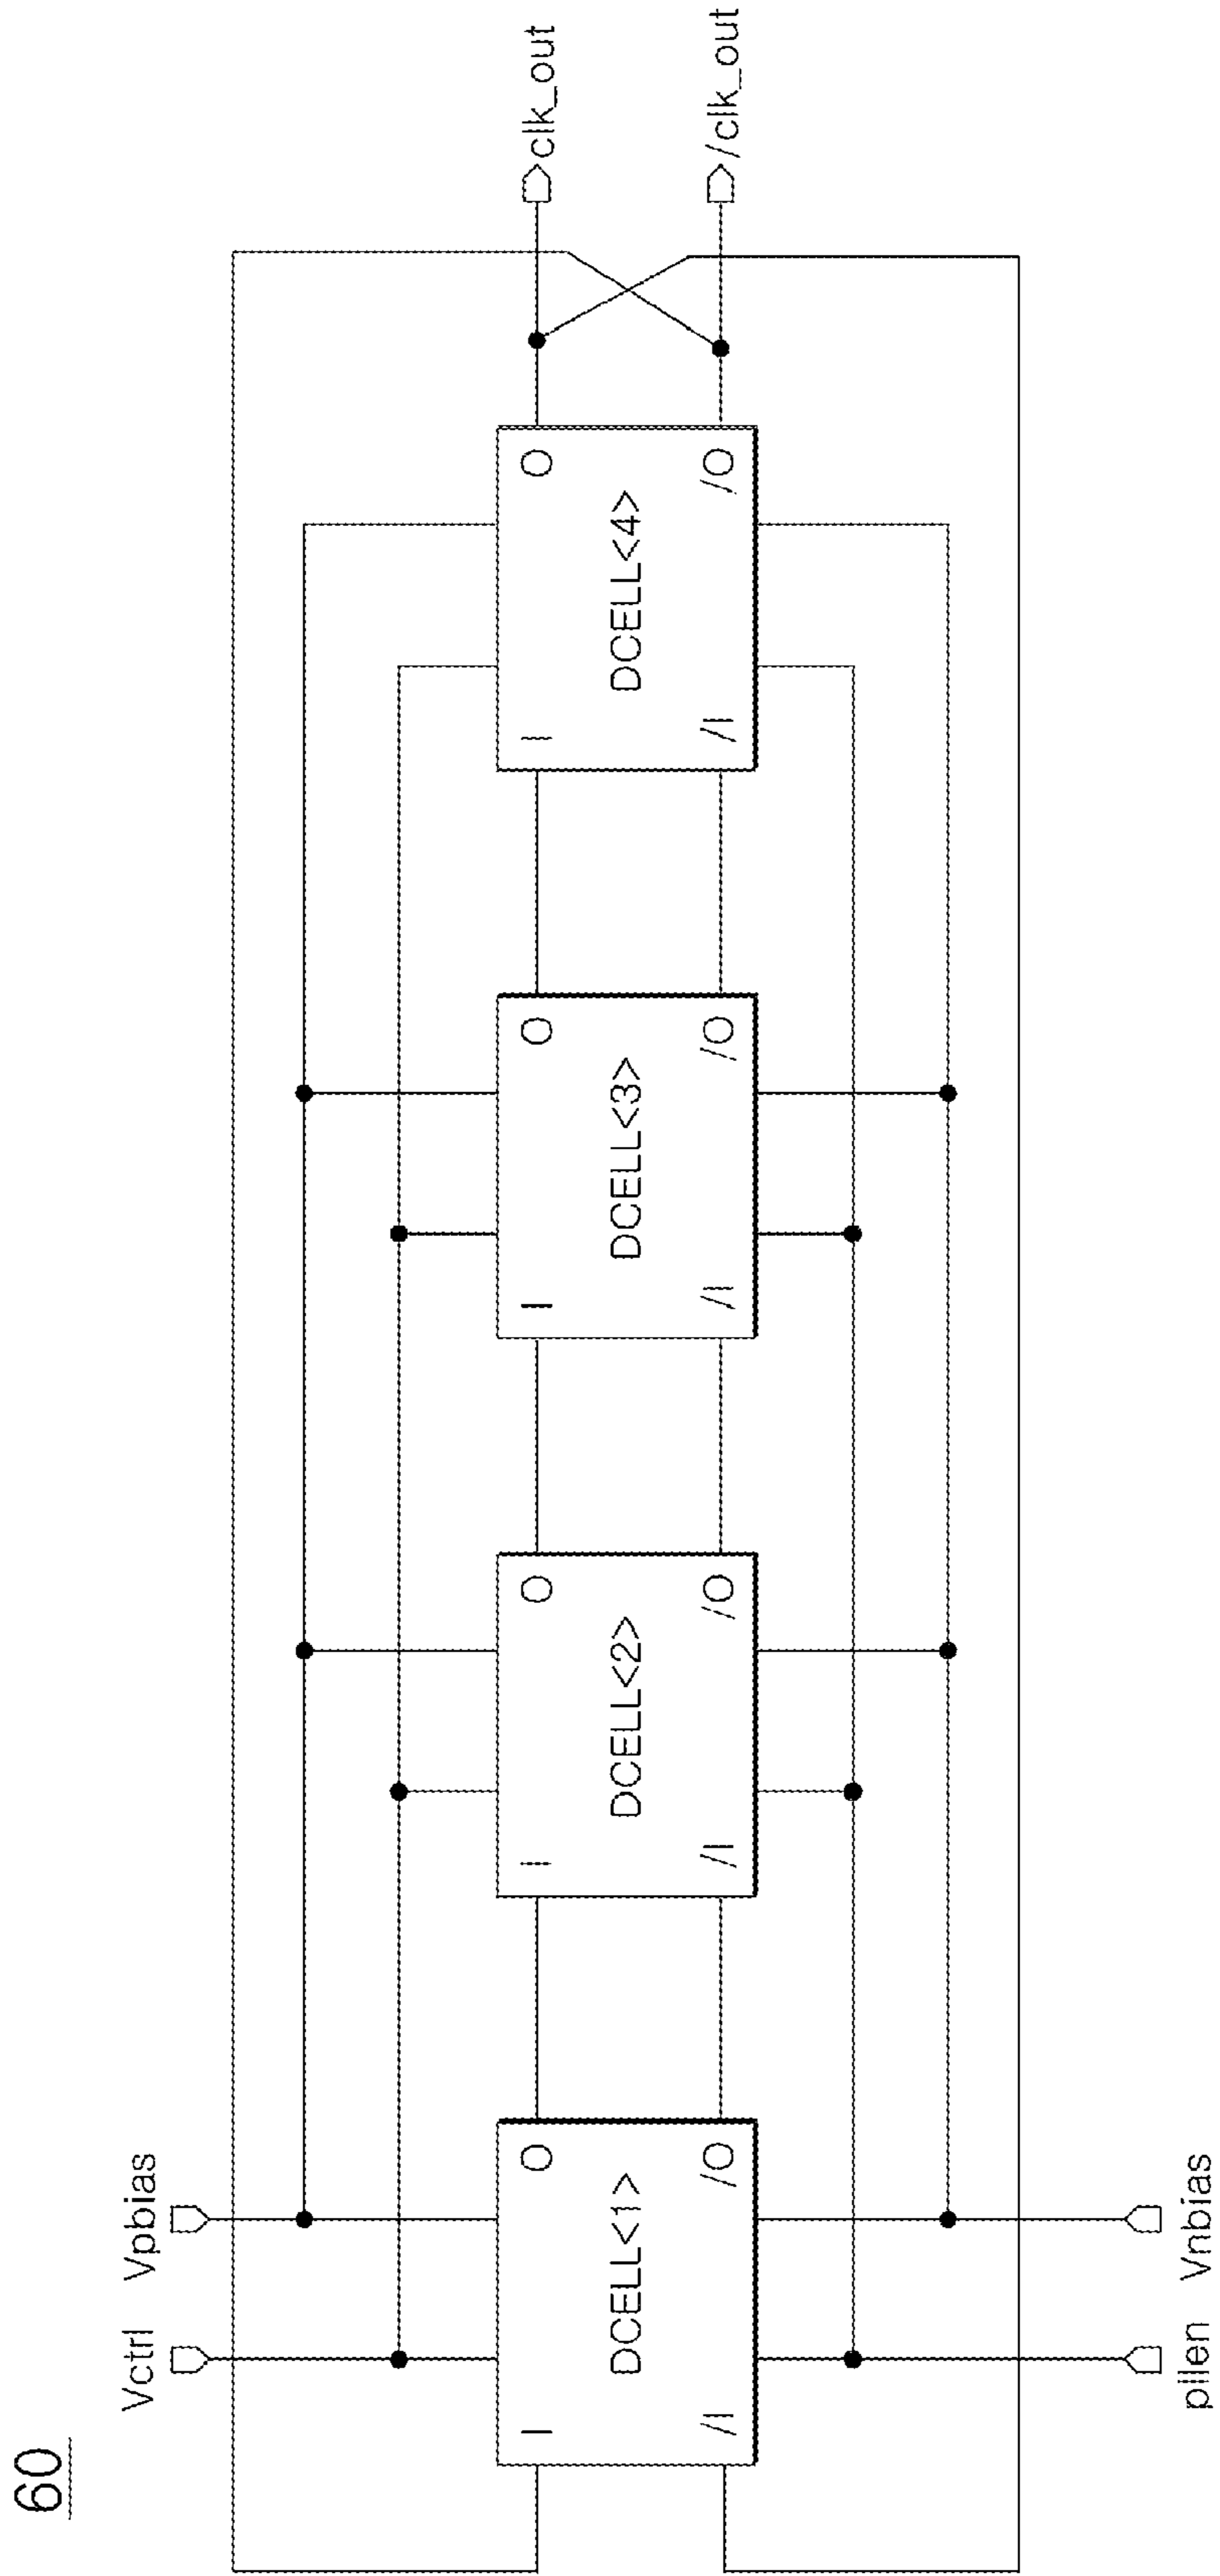 60
Vctrl Vpbias
I O I O I O I O clk_out
DCELL<1> DCELL<2> DCELL<3> DCELL<4>
/I /O /I /O /I /O /I /O /clk_out
pllen Vnbias